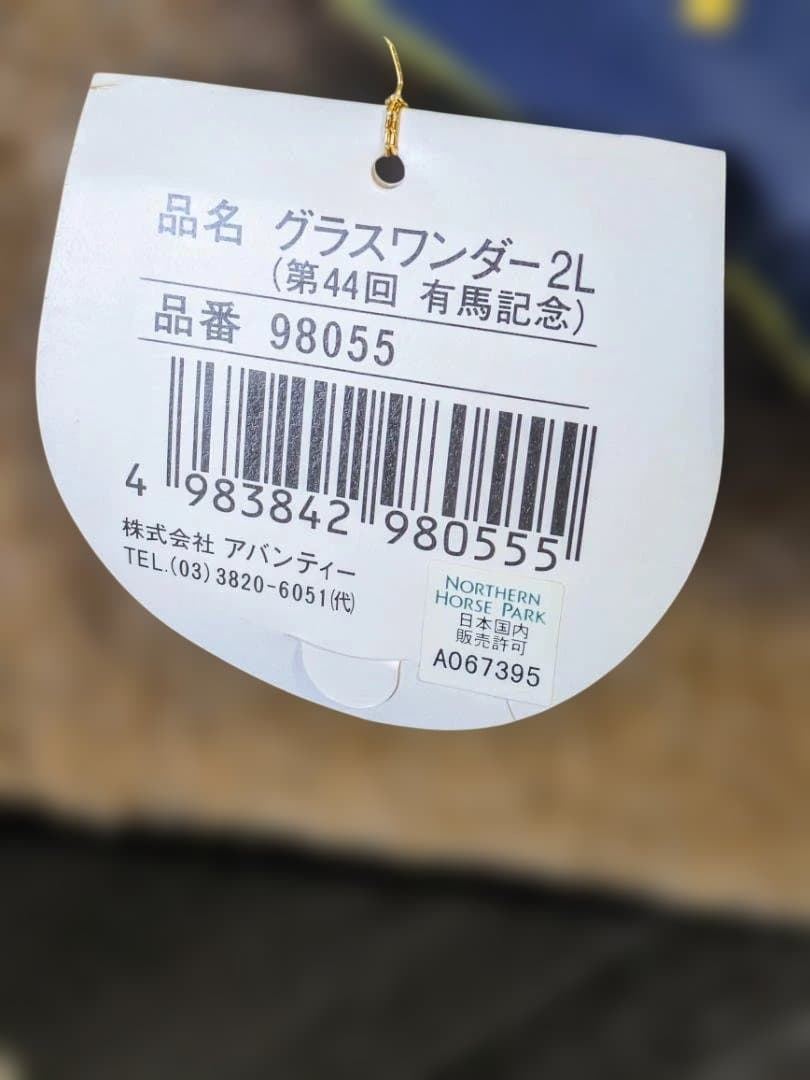 品名 グラスワンダー2L
(第44回 有馬記念)
品番 98055
4 983842 980555
株式会社 アバンティー
TEL.(03)3820-6051(代)
NORTHERN
HORSE PARK
日本国内
販売許可
A067395